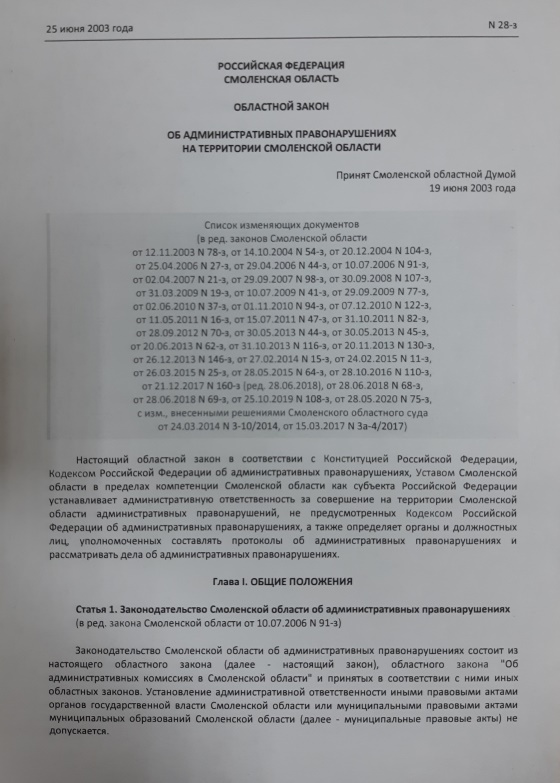 25 июня 2003 года
N 28-з
РОССИЙСКАЯ ФЕДЕРАЦИЯ
СМОЛЕНСКАЯ ОБЛАСТЬ
ОБЛАСТНОЙ ЗАКОН
ОБ АДМИНИСТРАТИВНЫХ ПРАВОНАРУШЕНИЯХ
НА ТЕРРИТОРИИ СМОЛЕНСКОЙ ОБЛАСТИ
Принят Смоленской областной Думой
19 июня 2003 года
Список изменяющих документов
(в ред. законов Смоленской области
от 12.11.2003 N 78-з, от 14.10.2004 N 54-з, от 20.12.2004 N 104-з,
от 25.04.2006 N 27-з, от 29.04.2006 N 44-з, от 10.07.2006 N 91-з,
от 02.04.2007 N 21-з, от 29.09.2007 N 98-з, от 30.09.2008 N 107-з,
от 31.03.2009 N 19-з, от 10.07.2009 N 41-з, от 29.09.2009 N 77-з,
от 02.06.2010 N 37-з, от 01.11.2010 N 94-з, от 07.12.2010 N 122-з,
от 11.05.2011 N 16-з, от 15.07.2011 N 47-з, от 31.10.2011 N 82-з,
от 28.09.2012 N 70-з, от 30.05.2013 N 44-з, от 30.05.2013 N 45-з,
от 20.06.2013 N 62-з, от 31.10.2013 N 116-з, от 20.11.2013 N 130-з,
от 26.12.2013 N 146-з, от 27.02.2014 N 15-з, от 24.02.2015 N 11-з,
от 26.03.2015 N 25-з, от 28.05.2015 N 64-з, от 28.10.2016 N 110-з,
от 21.12.2017 N 160-з (ред. 28.06.2018), от 28.06.2018 N 68-з,
от 28.06.2018 N 69-з, от 25.10.2019 N 108-з, от 28.05.2020 N 75-з,
с изм., внесенными решениями Смоленского областного суда
от 24.03.2014 N 3-10/2014, от 15.03.2017 N 3а-4/2017)
Настоящий областной закон в соответствии с Конституцией Российской Федерации,
Кодексом Российской Федерации об административных правонарушениях, Уставом Смоленской
области в пределах компетенции Смоленской области как субъекта Российской Федерации
устанавливает административную ответственность за совершение на территории Смоленской
области административных правонарушений, не предусмотренных Кодексом Российской
Федерации об административных правонарушениях, а также определяет органы и должностных
лиц, уполномоченных составлять протоколы об административных правонарушениях и
рассматривать дела об административных правонарушениях.
Глава I. ОБЩИЕ ПОЛОЖЕНИЯ
Статья 1. Законодательство Смоленской области об административных правонарушениях
(в ред. закона Смоленской области от 10.07.2006 N 91-з)
Законодательство Смоленской области об административных правонарушениях состоит из
настоящего областного закона (далее - настоящий закон), областного закона "Об
административных комиссиях в Смоленской области" и принятых в соответствии с ними иных
областных законов. Установление административной ответственности иными правовыми актами
органов государственной власти Смоленской области или муниципальными правовыми актами
муниципальных образований Смоленской области (далее - муниципальные правовые акты) не
допускается.